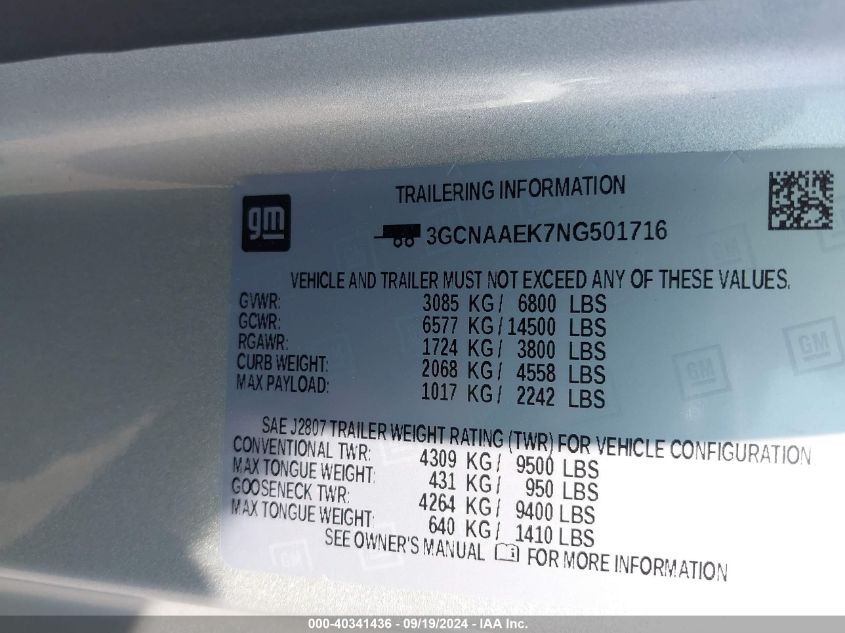 gm
TRAILERING INFORMATION
3GCNAAEK7NG501716
VEHICLE AND TRAILER MUST NOT EXCEED ANY OF THESE VALUES.
GVWR: 3085 KG/ 6800 LBS
GCWR: 6577 KG/14500 LBS
RGAWR: 1724 KG/ 3800 LBS
CURB WEIGHT: 2068 KG/ 4558 LBS
MAX PAYLOAD: 1017 KG/ 2242 LBS
SAE J2807 TRAILER WEIGHT RATING (TWR) FOR VEHICLE CONFIGURATION
CONVENTIONAL TWR: 4309 KG/ 9500 LBS
MAX TONGUE WEIGHT: 431 KG/ 950 LBS
GOOSENECK TWR: 4264 KG/ 9400 LBS
MAX TONGUE WEIGHT: 640 KG/ 1410 LBS
SEE OWNER'S MANUAL FOR MORE INFORMATION
GM
GM
GM
000-40341436 - 09/19/2024 - IAA Inc.